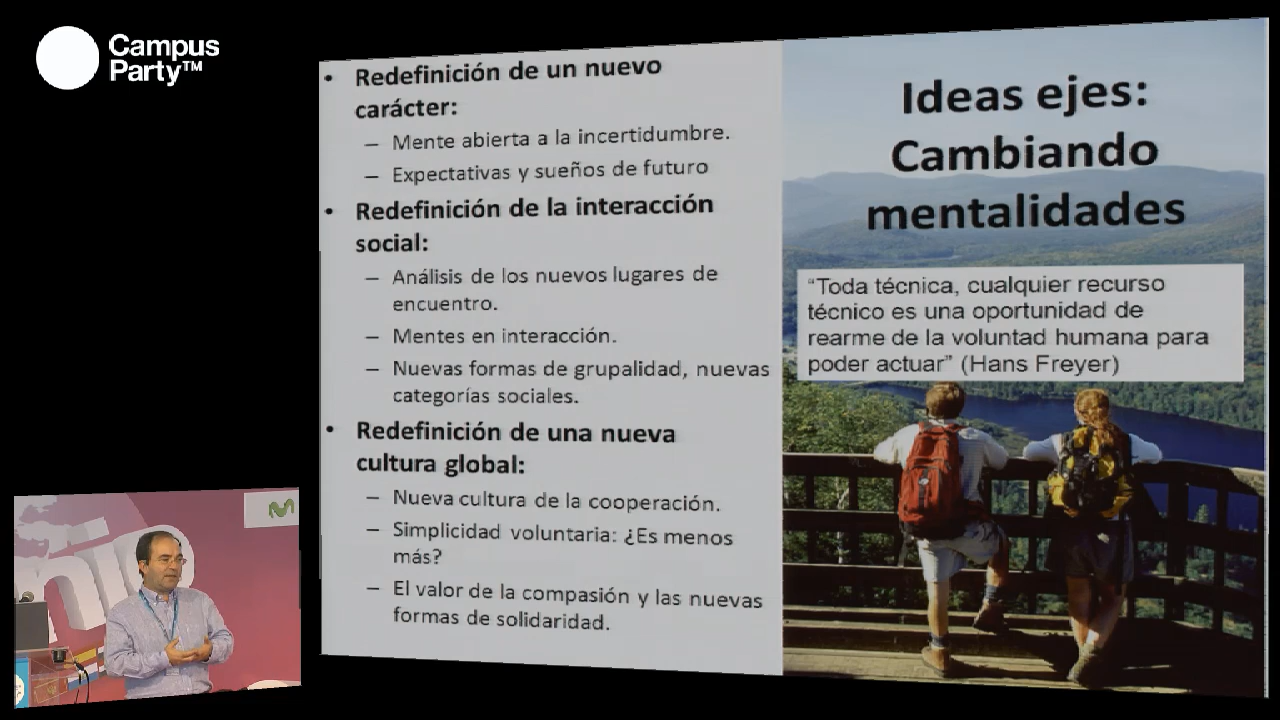 Campus
Party™
• Redefinición de un nuevo
carácter:
– Mente abierta a la incertidumbre.
– Expectativas y sueños de futuro
• Redefinición de la interacción
social:
– Análisis de los nuevos lugares de
encuentro.
– Mentes en interacción.
– Nuevas formas de grupalidad, nuevas
categorías sociales.
• Redefinición de una nueva
cultura global:
– Nueva cultura de la cooperación.
– Simplicidad voluntaria: ¿Es menos
más?
– El valor de la compasión y las nuevas
formas de solidaridad.
Ideas ejes:
Cambiando
mentalidades
“Toda técnica, cualquier recurso
técnico es una oportunidad de
rearme de la voluntad humana para
poder actuar” (Hans Freyer)